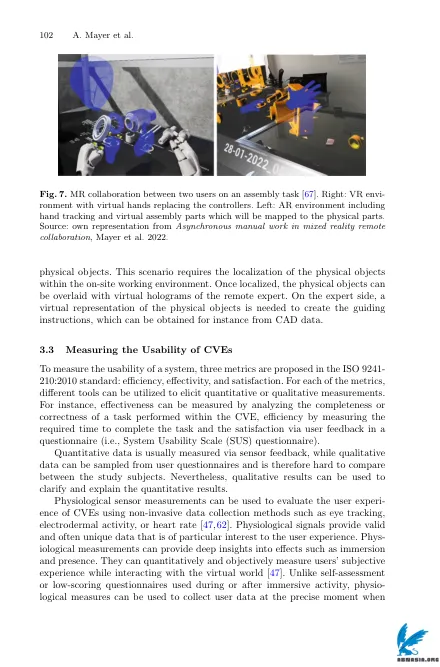 102 A. Mayer et al.
28-01-2022_0
Fig. 7. MR collaboration between two users on an assembly task [67]. Right: VR envi-
ronment with virtual hands replacing the controllers. Left: AR environment including
hand tracking and virtual assembly parts which will be mapped to the physical parts.
Source: own representation from Asynchronous manual work in mixed reality remote
collaboration, Mayer et al. 2022.
physical objects. This scenario requires the localization of the physical objects
within the on-site working environment. Once localized, the physical objects can
be overlaid with virtual holograms of the remote expert. On the expert side, a
virtual representation of the physical objects is needed to create the guiding
instructions, which can be obtained for instance from CAD data.
3.3 Measuring the Usability of CVEs
To measure the usability of a system, three metrics are proposed in the ISO 9241-
210:2010 standard: efficiency, effectivity, and satisfaction. For each of the metrics,
different tools can be utilized to elicit quantitative or qualitative measurements.
For instance, effectiveness can be measured by analyzing the completeness or
correctness of a task performed within the CVE, efficiency by measuring the
required time to complete the task and the satisfaction via user feedback in a
questionnaire (i.e., System Usability Scale (SUS) questionnaire).
Quantitative data is usually measured via sensor feedback, while qualitative
data can be sampled from user questionnaires and is therefore hard to compare
between the study subjects. Nevertheless, qualitative results can be used to
clarify and explain the quantitative results.
Physiological sensor measurements can be used to evaluate the user experi-
ence of CVEs using non-invasive data collection methods such as eye tracking,
electrodermal activity, or heart rate [47,62]. Physiological signals provide valid
and often unique data that is of particular interest to the user experience. Phys-
iological measurements can provide deep insights into effects such as immersion
and presence. They can quantitatively and objectively measure users' subjective
experience while interacting with the virtual world [47]. Unlike self-assessment
or low-scoring questionnaires used during or after immersive activity, physio-
logical measures can be used to collect user data at the precise moment when